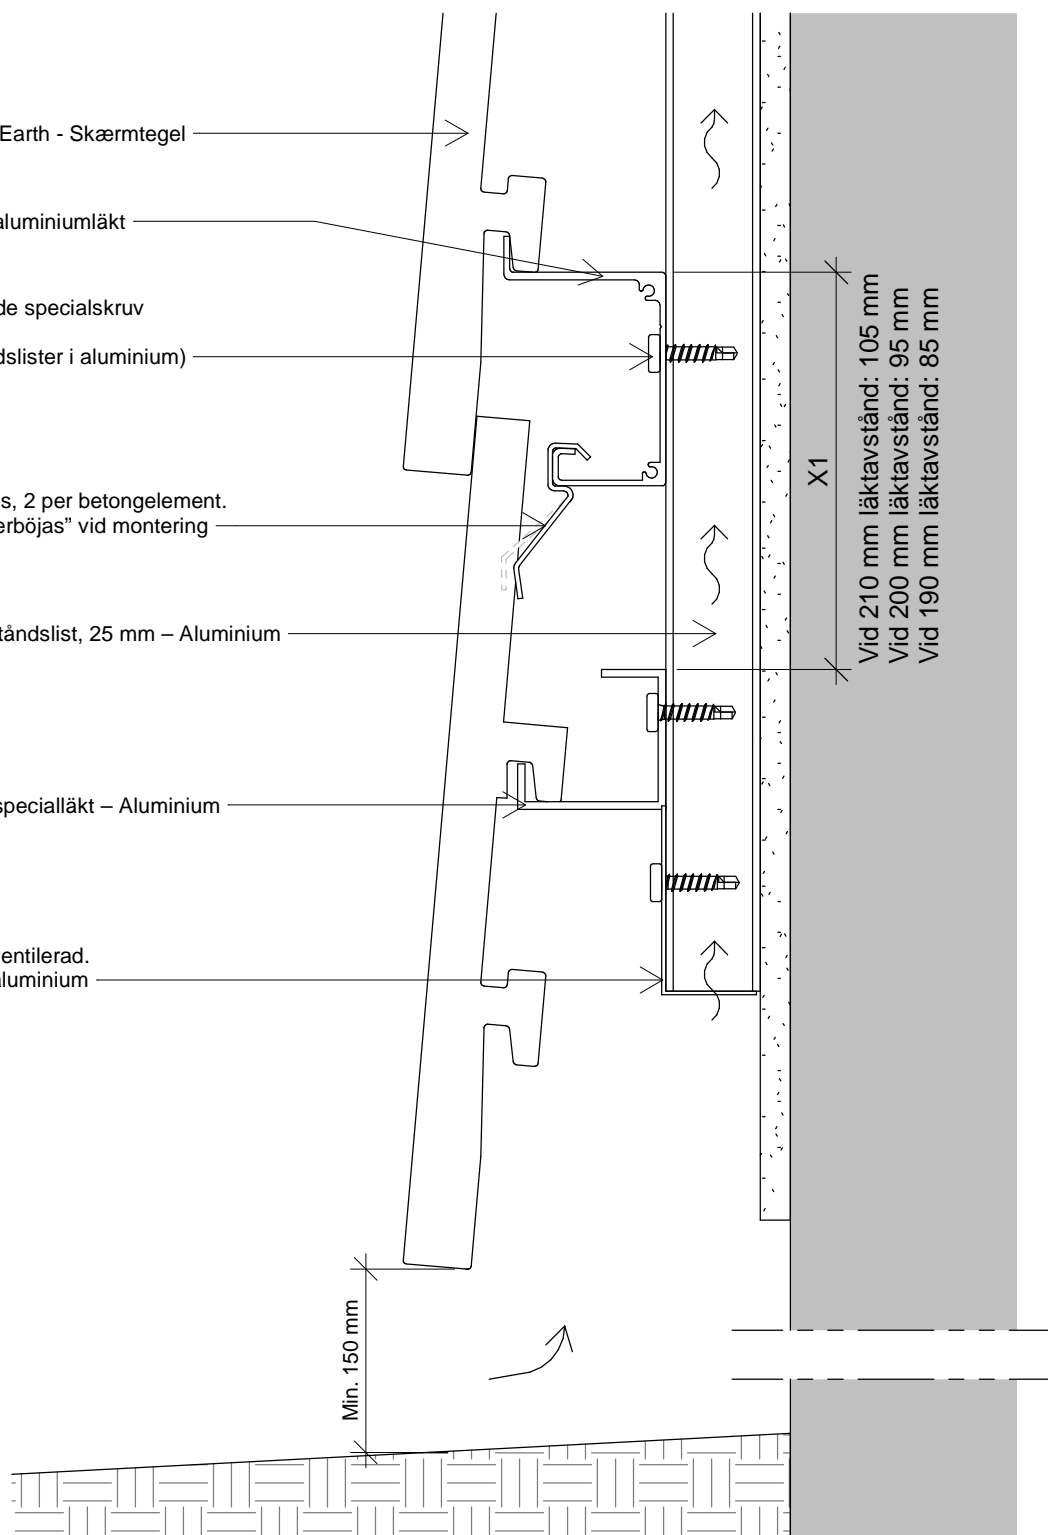 Earth - Skærmtegel
aluminiumläkt
de specialskruv
dslister i aluminium)
s, 2 per betongelement.
erböjas” vid montering
tåndslist, 25 mm – Aluminium
specialläkt – Aluminium
entilerad.
aluminium
X1
Vid 210 mm läktavstånd: 105 mm
Vid 200 mm läktavstånd: 95 mm
Vid 190 mm läktavstånd: 85 mm
Min. 150 mm